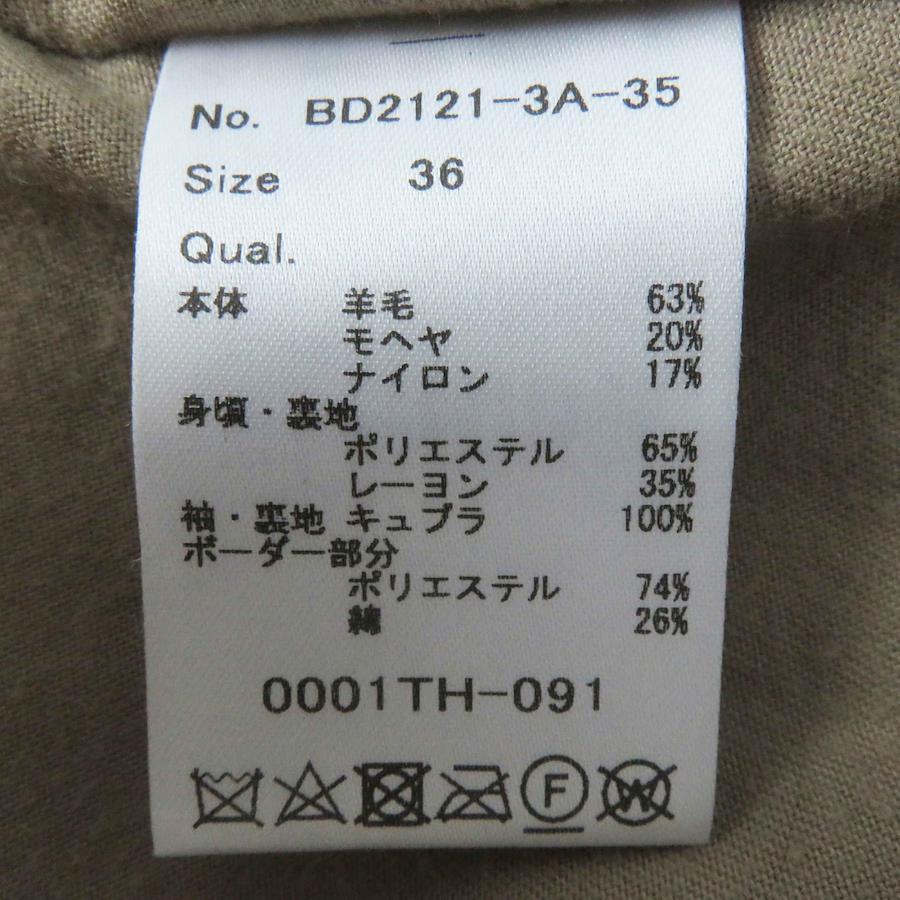 No. BD2121-3A-35
Size 36
Qual.
本体 羊毛 63%
モヘヤ 20%
ナイロン 17%
身頃・裏地
ポリエステル 65%
レーヨン 35%
袖・裏地 キュプラ 100%
ボーダー部分
ポリエステル 74%
綿 26%
0001TH-091
F W